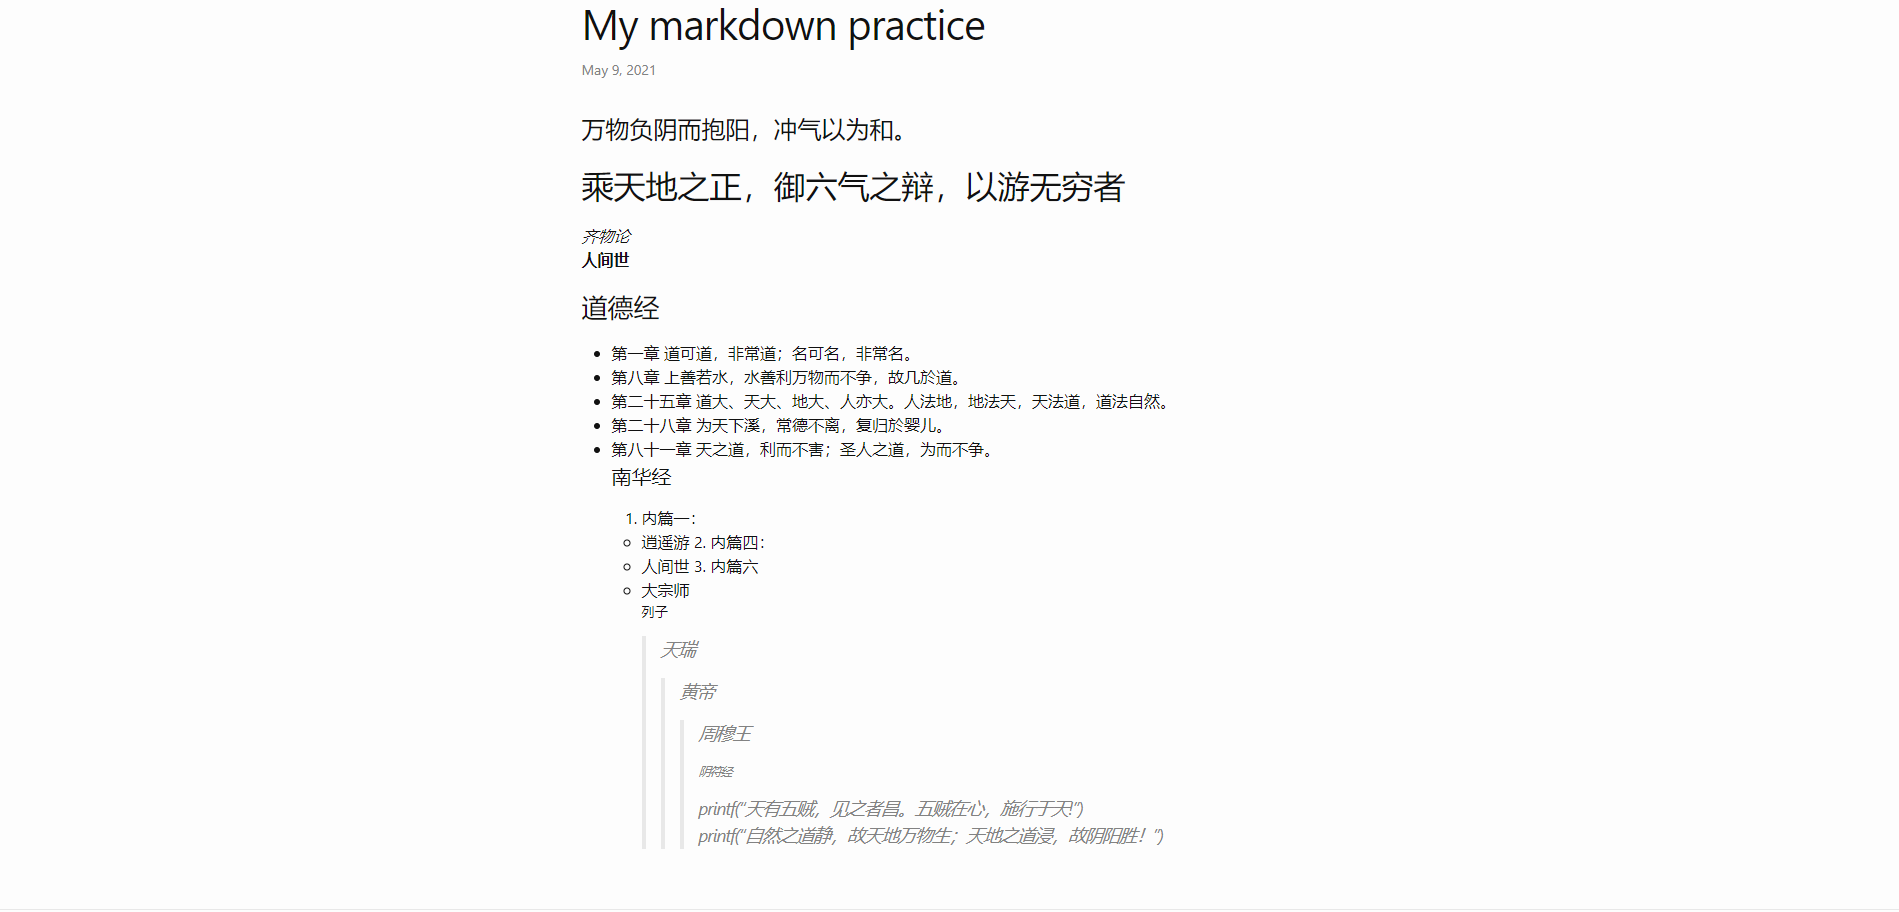 My markdown practice
May 9, 2021
万物负阴而抱阳，冲气以为和。
乘天地之正，御六气之辩，以游无穷者
齐物论
人间世
道德经
第一章 道可道，非常道；名可名，非常名。
第八章 上善若水，水善利万物而不争，故几於道。
第二十五章 道大、天大、地大、人亦大。人法地，地法天，天法道，道法自然。
第二十八章 为天下溪，常德不离，复归於婴儿。
第八十一章 天之道，利而不害；圣人之道，为而不争。
南华经
1. 内篇一：
逍遥游 2. 内篇四：
人间世 3. 内篇六
大宗师
列子
天瑞
黄帝
周穆王
阴符经
printf(“天有五贼，见之者昌。五贼在心，施行于天!”)
printf(“自然之道静，故天地万物生；天地之道浸，故阴阳胜！”)